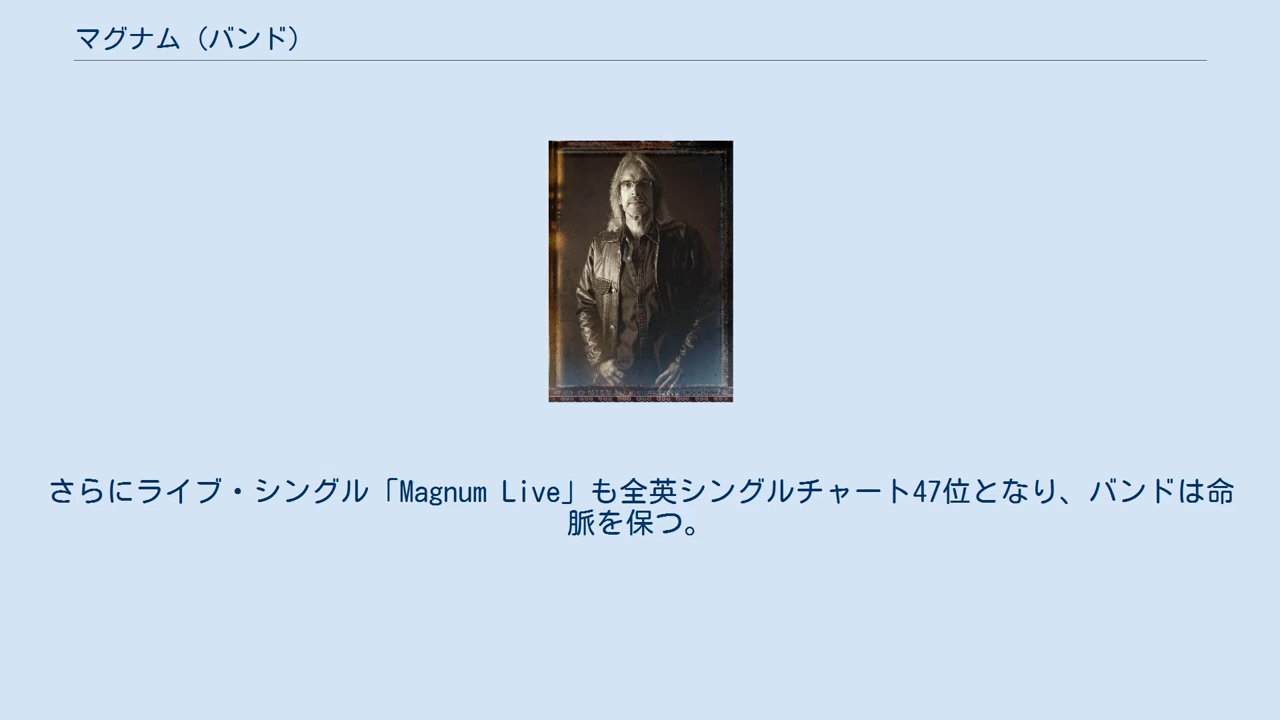 マグナム（バンド）
さらにライブ・シングル「Magnum Live」も全英シングルチャート47位となり、バンドは命
脈を保つ。